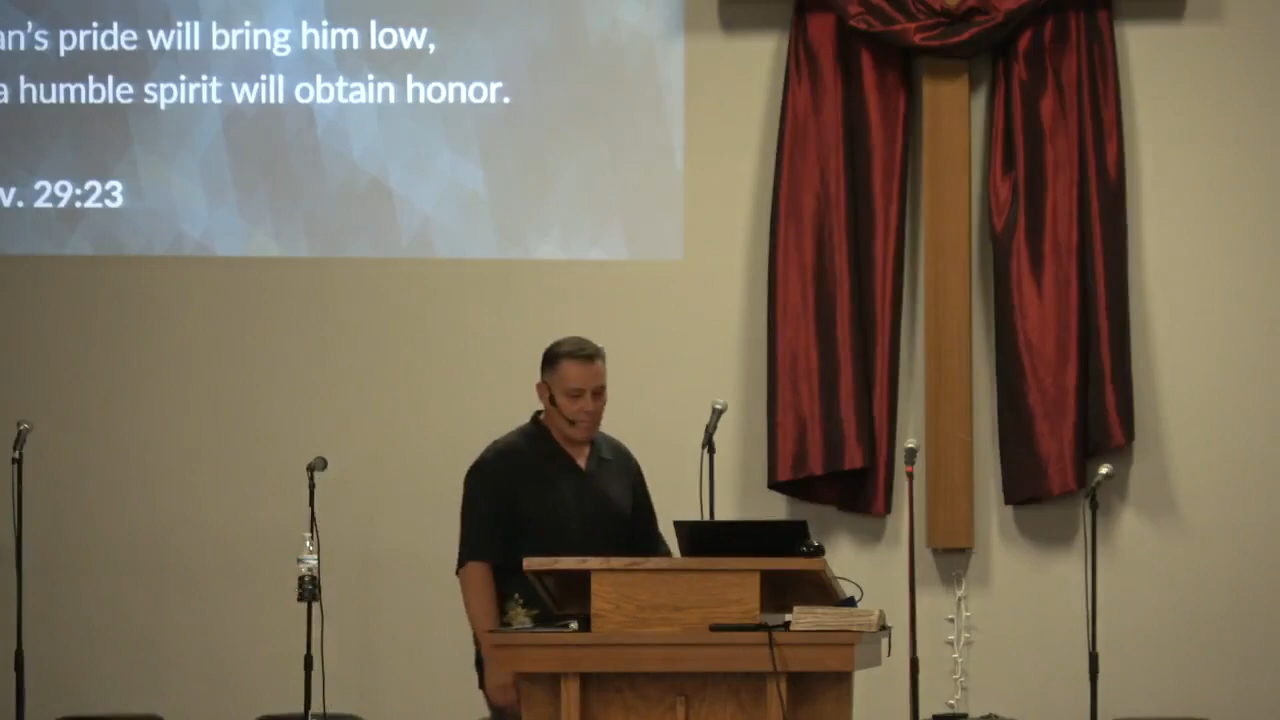 an's pride will bring him low,
a humble spirit will obtain honor.
v. 29:23